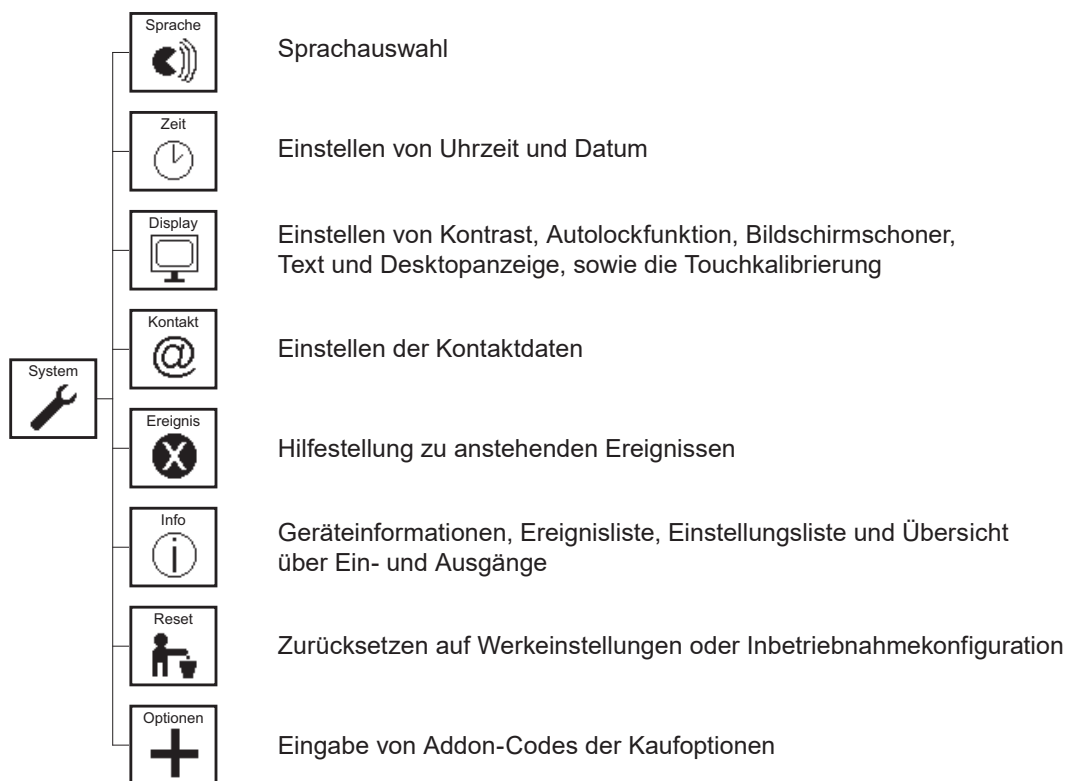 Sprache
Sprachauswahl
Zeit
Einstellen von Uhrzeit und Datum
Display
Einstellen von Kontrast, Autolockfunktion, Bildschirmschoner,
Text und Desktopanzeige, sowie die Touchkalibrierung
Kontakt
@
Einstellen der Kontaktdaten
System
Ereignis
X
Hilfestellung zu anstehenden Ereignissen
Info
i
Geräteinformationen, Ereignisliste, Einstellungsliste und Übersicht
über Ein- und Ausgänge
Reset
Zurücksetzen auf Werkeinstellungen oder Inbetriebnahmekonfiguration
Optionen
Eingabe von Addon-Codes der Kaufoptionen